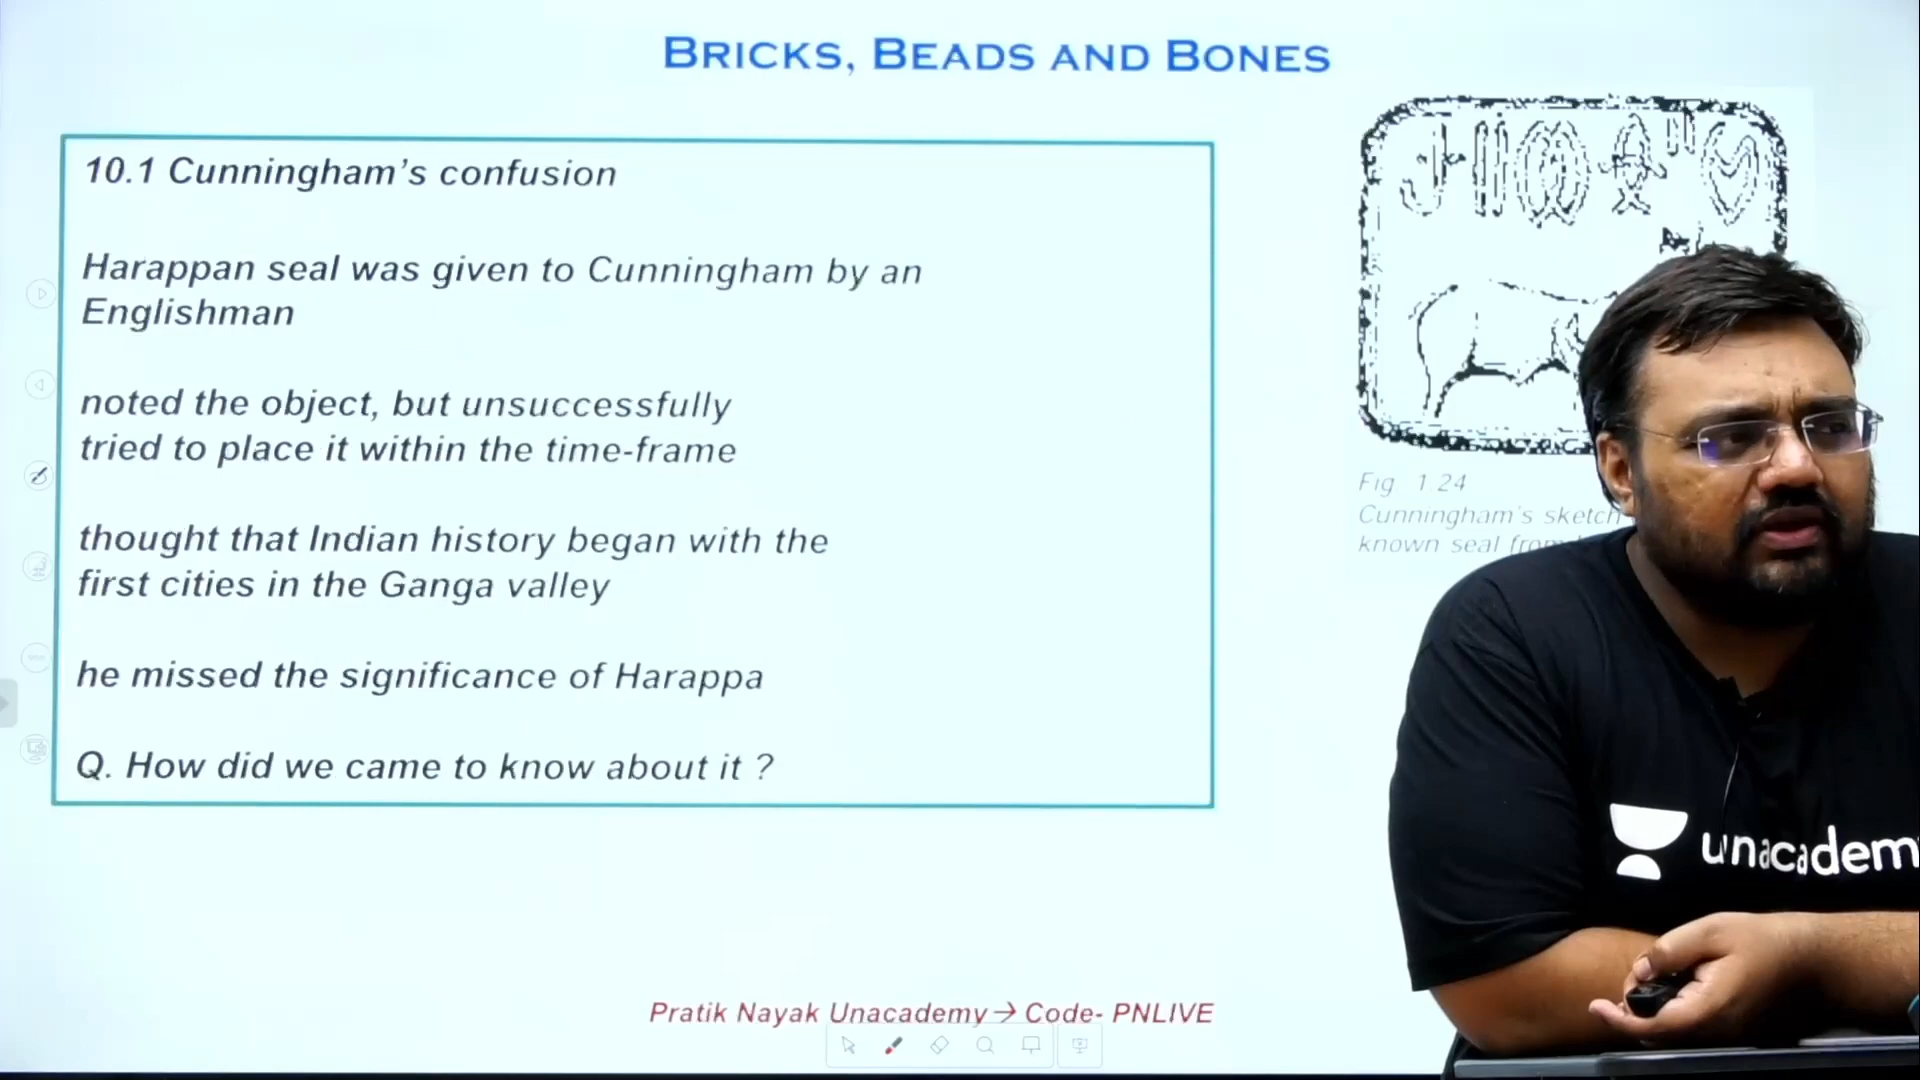 BRICKS, BEADS AND BONES
10.1 Cunningham's confusion
Harappan seal was given to Cunningham by an
Englishman
noted the object, but unsuccessfully
tried to place it within the time-frame
thought that Indian history began with the
first cities in the Ganga valley
he missed the significance of Harappa
Q. How did we came to know about it ?
Fig 1 24
Cunningham's sketch
known seal from
unacadem
Pratik Nayak Unacademy→ Code- PNLIVE